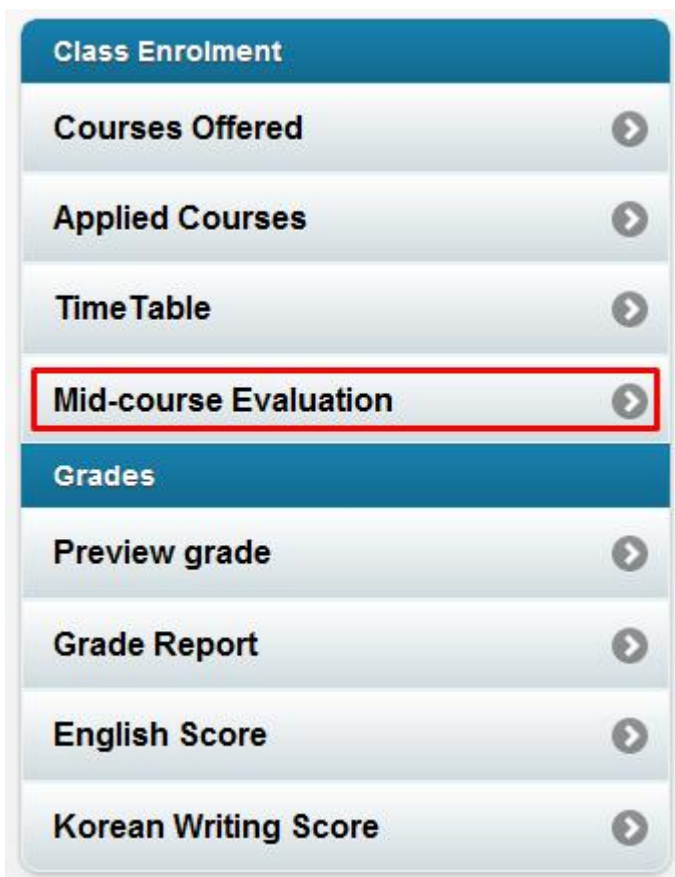 Class Enrolment
Courses Offered
Applied Courses
TimeTable
Mid-course Evaluation
Grades
Preview grade
Grade Report
English Score
Korean Writing Score